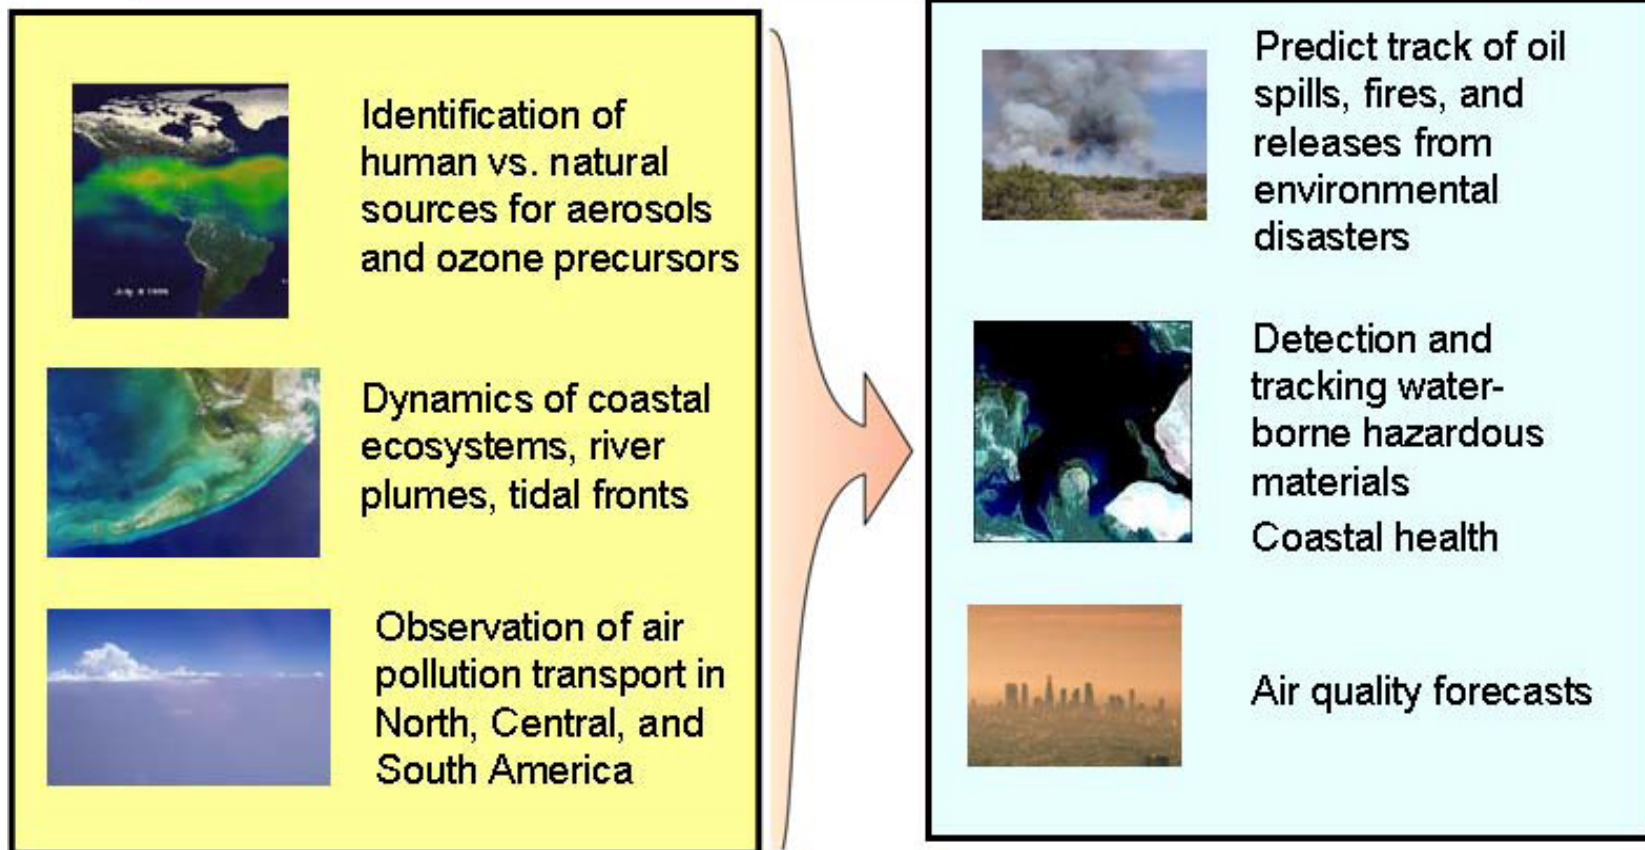 Identification of
human vs. natural
sources for aerosols
and ozone precursors
Dynamics of coastal
ecosystems, river
plumes, tidal fronts
Observation of air
pollution transport in
North, Central, and
South America
Predict track of oil
spills, fires, and
releases from
environmental
disasters
Detection and
tracking water-
borne hazardous
materials
Coastal health
Air quality forecasts